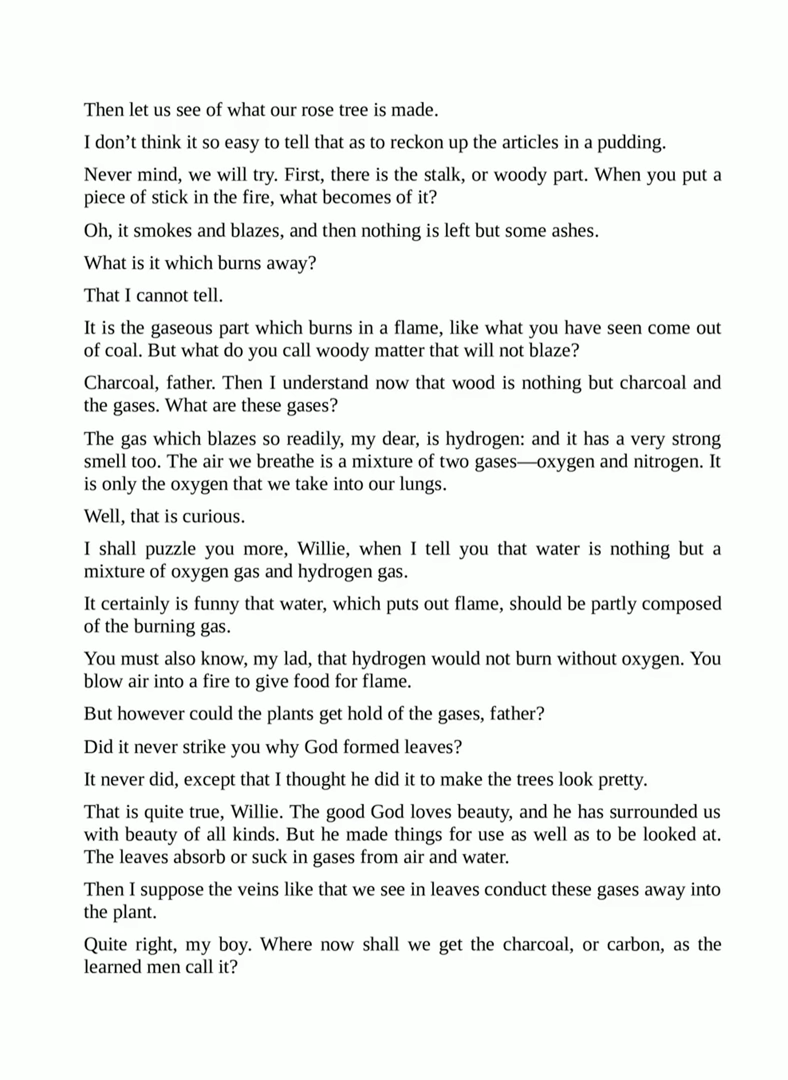 Then let us see of what our rose tree is made.
I don’t think it so easy to tell that as to reckon up the articles in a pudding.
Never mind, we will try. First, there is the stalk, or woody part. When you put a
piece of stick in the fire, what becomes of it?
Oh, it smokes and blazes, and then nothing is left but some ashes.
What is it which burns away?
That I cannot tell.
It is the gaseous part which burns in a flame, like what you have seen come out
of coal. But what do you call woody matter that will not blaze?
Charcoal, father. Then I understand now that wood is nothing but charcoal and
the gases. What are these gases?
The gas which blazes so readily, my dear, is hydrogen: and it has a very strong
smell too. The air we breathe is a mixture of two gases—oxygen and nitrogen. It
is only the oxygen that we take into our lungs.
Well, that is curious.
I shall puzzle you more, Willie, when I tell you that water is nothing but a
mixture of oxygen gas and hydrogen gas.
It certainly is funny that water, which puts out flame, should be partly composed
of the burning gas.
You must also know, my lad, that hydrogen would not burn without oxygen. You
blow air into a fire to give food for flame.
But however could the plants get hold of the gases, father?
Did it never strike you why God formed leaves?
It never did, except that I thought he did it to make the trees look pretty.
That is quite true, Willie. The good God loves beauty, and he has surrounded us
with beauty of all kinds. But he made things for use as well as to be looked at.
The leaves absorb or suck in gases from air and water.
Then I suppose the veins like that we see in leaves conduct these gases away into
the plant.
Quite right, my boy. Where now shall we get the charcoal, or carbon, as the
learned men call it?